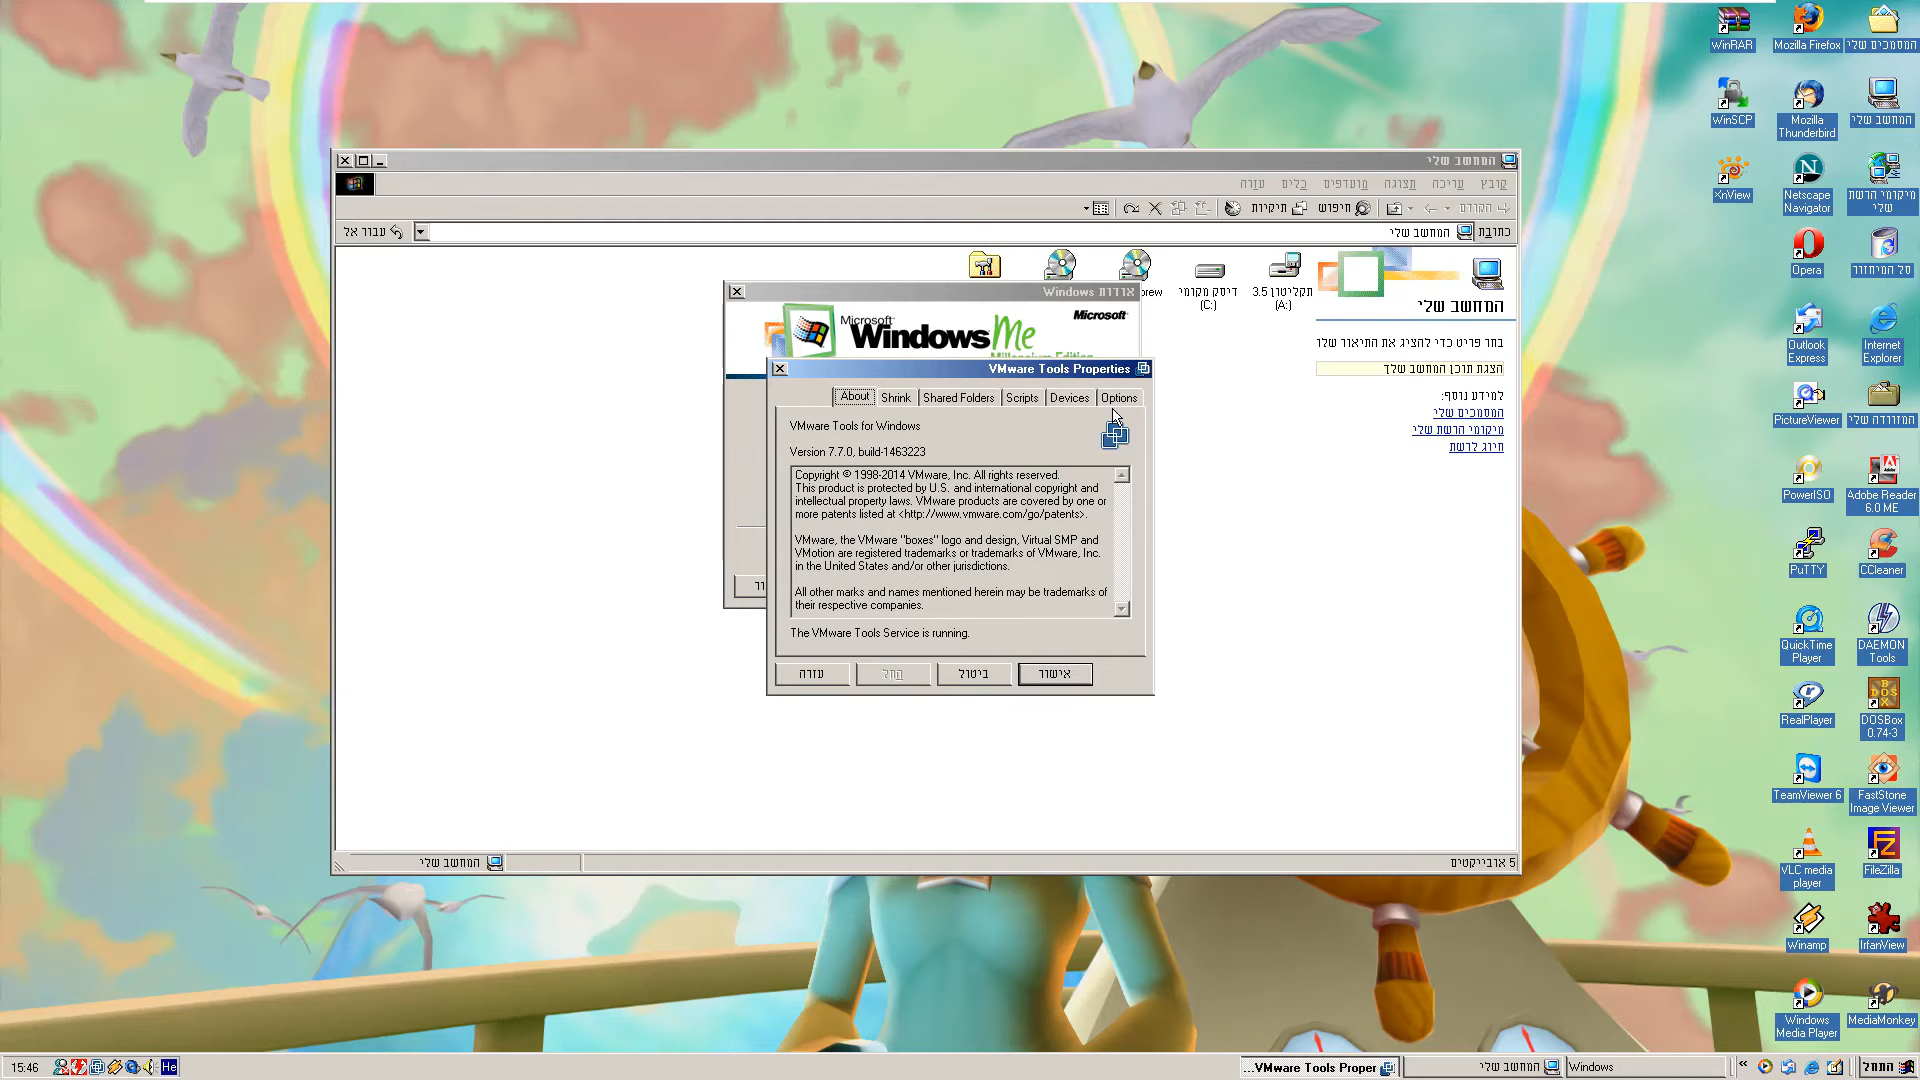 WinRAR
Mozilla Firefox
המסמכים שלי
WinSCP
Mozilla
Thunderbird
המחשב שלי
XnView
Netscape
Navigator
מיקומי הרשת
שלי
Opera
סל המיחזור
Outlook
Express
Internet
Explorer
PictureViewer
המזוודה שלי
PowerISO
Adobe Reader
6.0 ME
PuTTY
CCleaner
QuickTime
Player
DAEMON
Tools
RealPlayer
DOSBox
0.74-3
TeamViewer 6
FastStone
Image Viewer
VLC media
player
FileZilla
Winamp
IrfanView
Windows
Media Player
MediaMonkey
המחשב שלי
קובץ עריכה תצוגה מועדפים כלים עזרה
הקודם חיפוש תיקיות
כתובת המחשב שלי עבור אל
המחשב שלי
בחר פריט כדי להציג את התיאור שלו
הצגת תוכן המחשב שלך
למידע נוסף:
המסמכים שלי
מיקומי הרשת שלי
חיוג לרשת
תקליטון 3.5
(A:)
דיסק מקומי
(C:)
אודות Windows
Microsoft
Microsoft
Windows Me
Millennium Edition
VMware Tools Properties
About Shrink Shared Folders Scripts Devices Options
VMware Tools for Windows
Version 7.7.0, build-1463223
Copyright © 1998-2014 VMware, Inc. All rights reserved.
This product is protected by U.S. and international copyright and
intellectual property laws. VMware products are covered by one or
more patents listed at <http://www.vmware.com/go/patents>.
VMware, the VMware "boxes" logo and design, Virtual SMP and
VMotion are registered trademarks or trademarks of VMware, Inc.
in the United States and/or other jurisdictions.
All other marks and names mentioned herein may be trademarks of
their respective companies.
The VMware Tools Service is running.
אישור ביטול החל עזרה
5 אובייקטים
המחשב שלי
התחל
Windows
המחשב שלי
VMware Tools Proper...
He
15:46